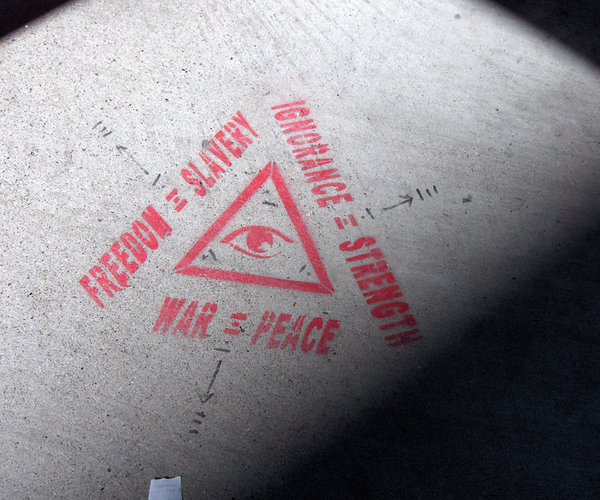 FREEDOM ≡ SLAVERY
IGNORANCE ≡ STRENGTH
WAR ≡ PEACE